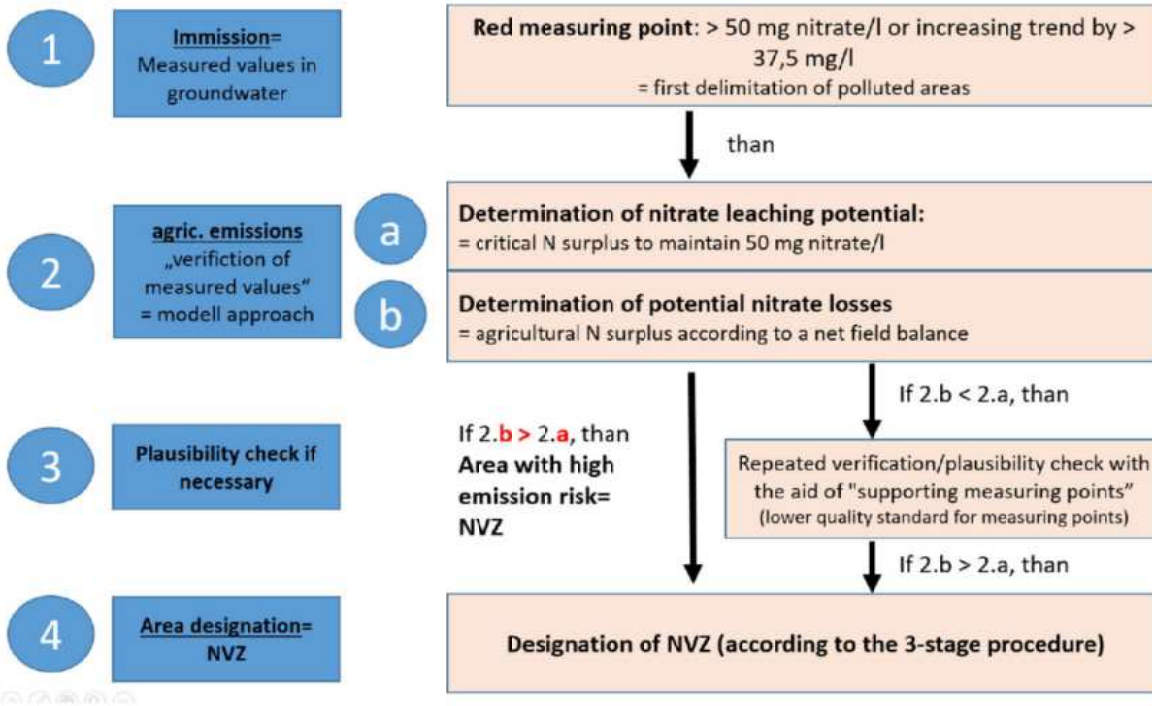 1
Immission=
Measured values in
groundwater
Red measuring point: > 50 mg nitrate/l or increasing trend by >
37,5 mg/l
= first delimitation of polluted areas
than
2
agric. emissions
„verifiction of
measured values“
= modell approach
a
Determination of nitrate leaching potential:
= critical N surplus to maintain 50 mg nitrate/l
b
Determination of potential nitrate losses
= agricultural N surplus according to a net field balance
If 2.b < 2.a, than
3
Plausibility check if
necessary
If 2.b > 2.a, than
Area with high
emission risk=
NVZ
Repeated verification/plausibility check with
the aid of "supporting measuring points"
(lower quality standard for measuring points)
If 2.b > 2.a, than
4
Area designation=
NVZ
Designation of NVZ (according to the 3-stage procedure)